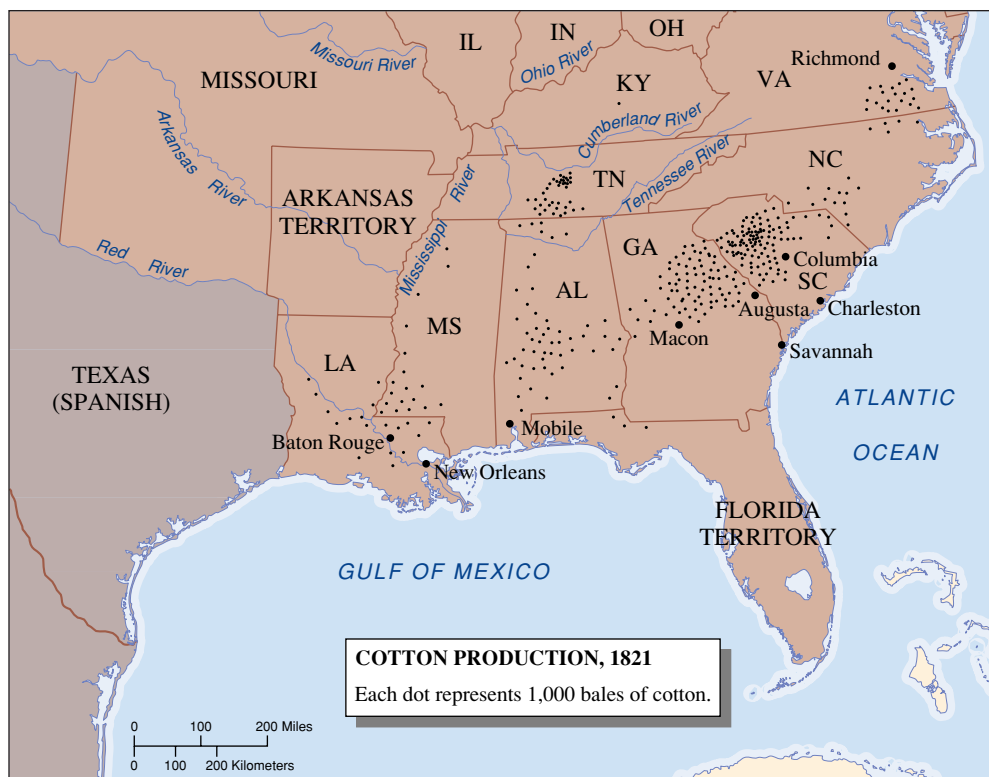 IL
IN
OH
Missouri River
Ohio River
MISSOURI
KY
VA
Richmond
Arkansas River
Cumberland River
ARKANSAS
TERRITORY
Mississippi River
TN
Tennessee River
NC
Red River
GA
Columbia
SC
AL
Augusta
Charleston
MS
Macon
LA
Savannah
TEXAS
(SPANISH)
ATLANTIC
OCEAN
Baton Rouge
Mobile
New Orleans
FLORIDA
TERRITORY
GULF OF MEXICO
COTTON PRODUCTION, 1821
Each dot represents 1,000 bales of cotton.
0 100 200 Miles
0 100 200 Kilometers